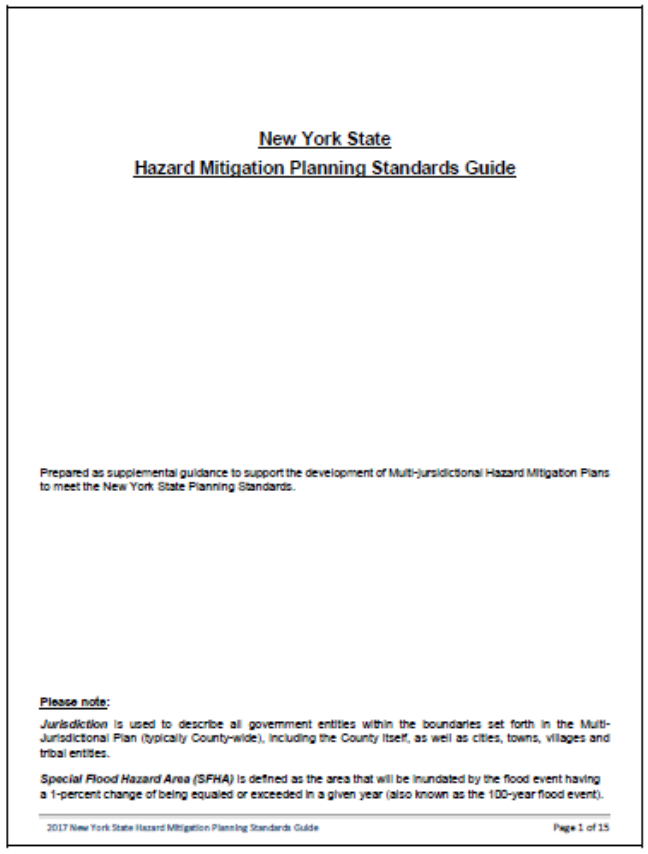 New York State
Hazard Mitigation Planning Standards Guide
Prepared as supplemental guidance to support the development of Multi-jursidictional Hazard Mitigation Plans
to meet the New York State Planning Standards.
Please note:
Jurisdiction is used to describe all government entities within the boundaries set forth in the Multi-
Jurisdictional Plan (typically County-wide), including the County itself, as well as cities, towns, villages and
tribal entities.
Special Flood Hazard Area (SFHA) is defined as the area that will be inundated by the flood event having
a 1-percent change of being equaled or exceeded in a given year (also known as the 100-year flood event).
2017 New York State Hazard Mitigation Planning Standards Guide Page 1 of 15